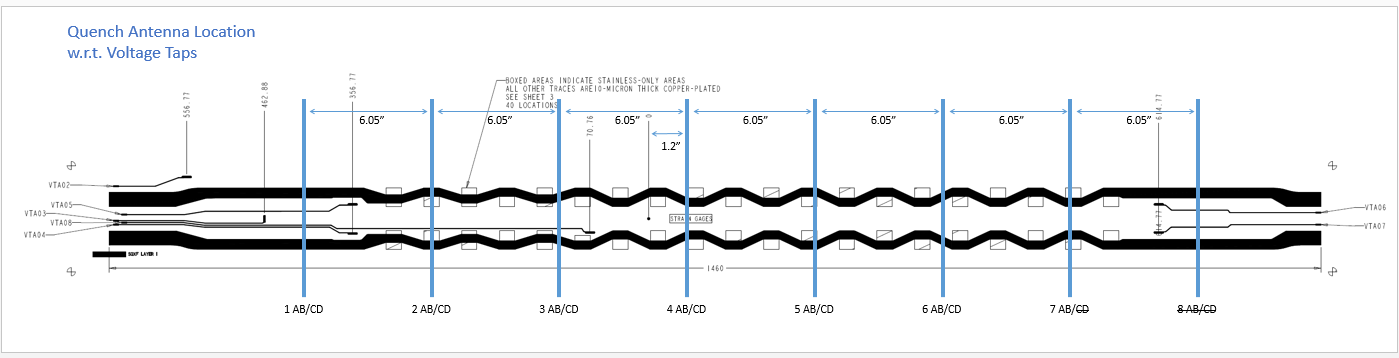 Quench Antenna Location
w.r.t. Voltage Taps
BOXED AREAS INDICATE STAINLESS-ONLY AREAS
ALL OTHER TRACES ARE10-MICRON THICK COPPER-PLATED
SEE SHEET 3
40 LOCATIONS
556.77
462.88
356.77
70.76
0
614.77
6.05”
6.05”
6.05”
6.05”
6.05”
6.05”
6.05”
1.2”
VTA02
VTA05
VTA03
VTA08
VTA04
STRAIN GAGES
VTA06
VTA07
1460
1 AB/CD
2 AB/CD
3 AB/CD
4 AB/CD
5 AB/CD
6 AB/CD
7 AB/CD
8 AB/CD